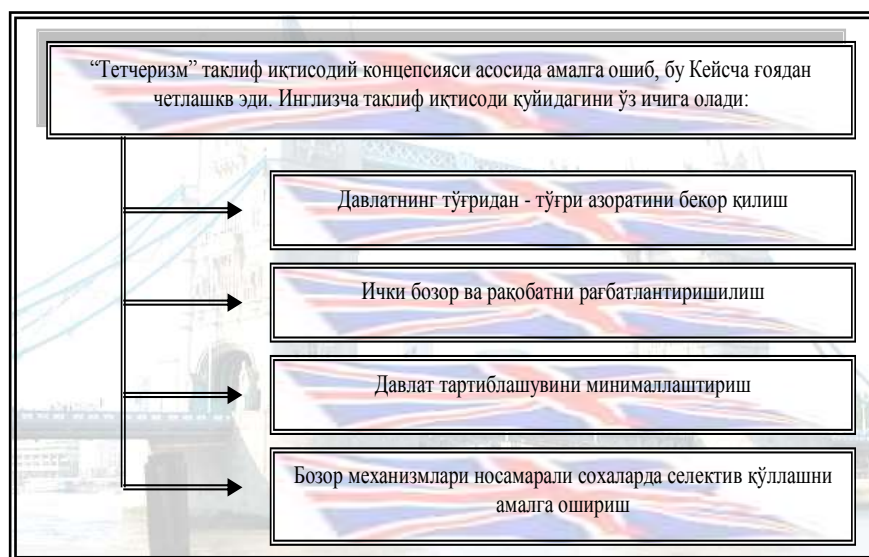 “Тетчеризм” таклиф иқтисодий концепсияси асосида амалга ошиб, бу Кейсча ғоядан
четлашкв эди. Инглизча таклиф иқтисоди қуйидагини ўз ичига олади:
Давлатнинг тўғридан - тўғри азоратини бекор қилиш
Ички бозор ва рақобатни рағбатлантиришилиш
Давлат тартиблашувини минималлаштириш
Бозор механизмлари носамарали сохаларда селектив қўллашни
амалга ошириш